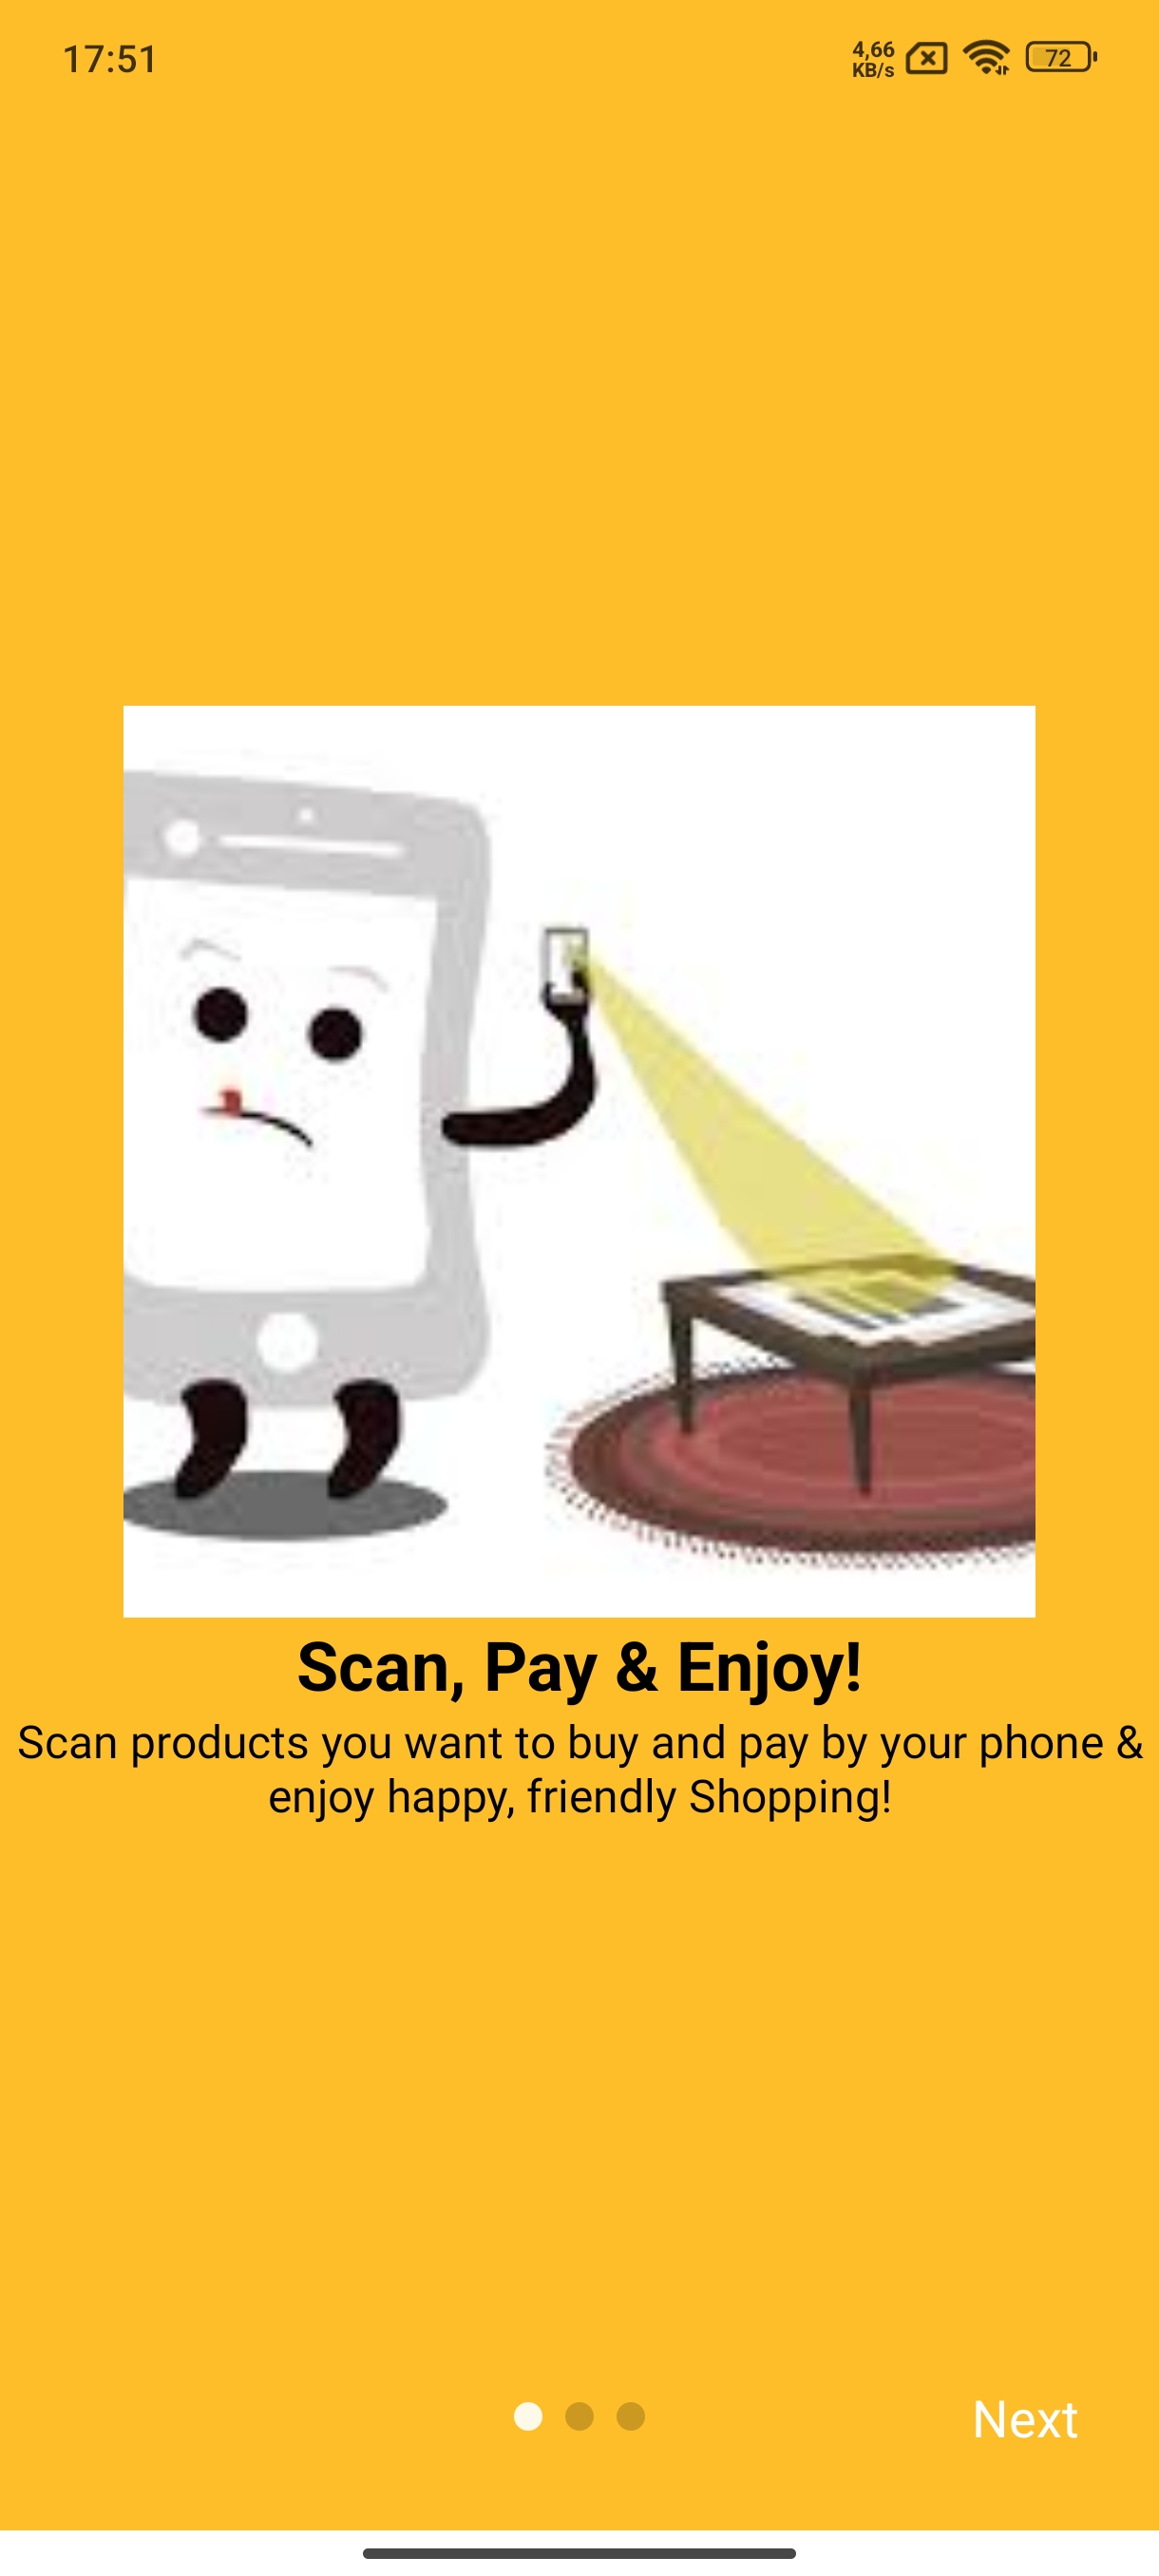 17:51
4,66
KB/s
72
Scan, Pay & Enjoy!
Scan products you want to buy and pay by your phone &
enjoy happy, friendly Shopping!
Next